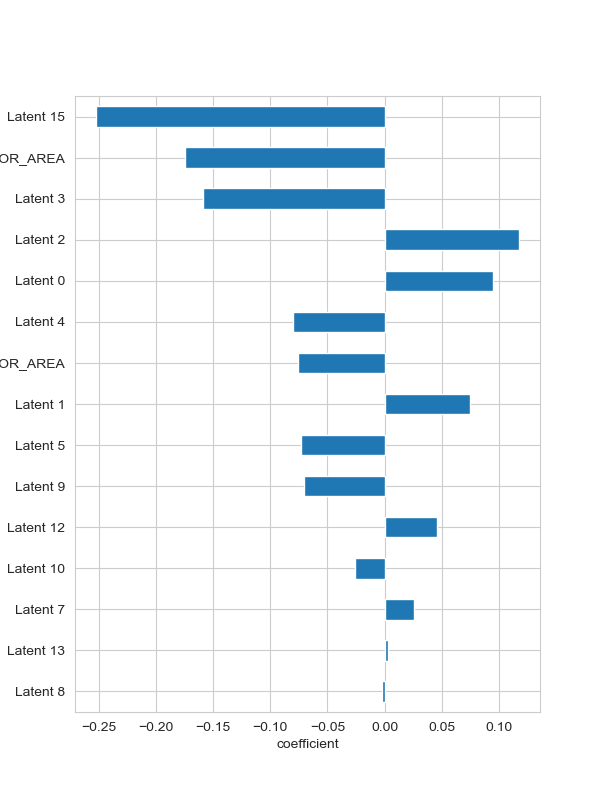 Latent 15
OR_AREA
Latent 3
Latent 2
Latent 0
Latent 4
OR_AREA
Latent 1
Latent 5
Latent 9
Latent 12
Latent 10
Latent 7
Latent 13
Latent 8
−0.25 −0.20 −0.15 −0.10 −0.05 0.00 0.05 0.10
coefficient